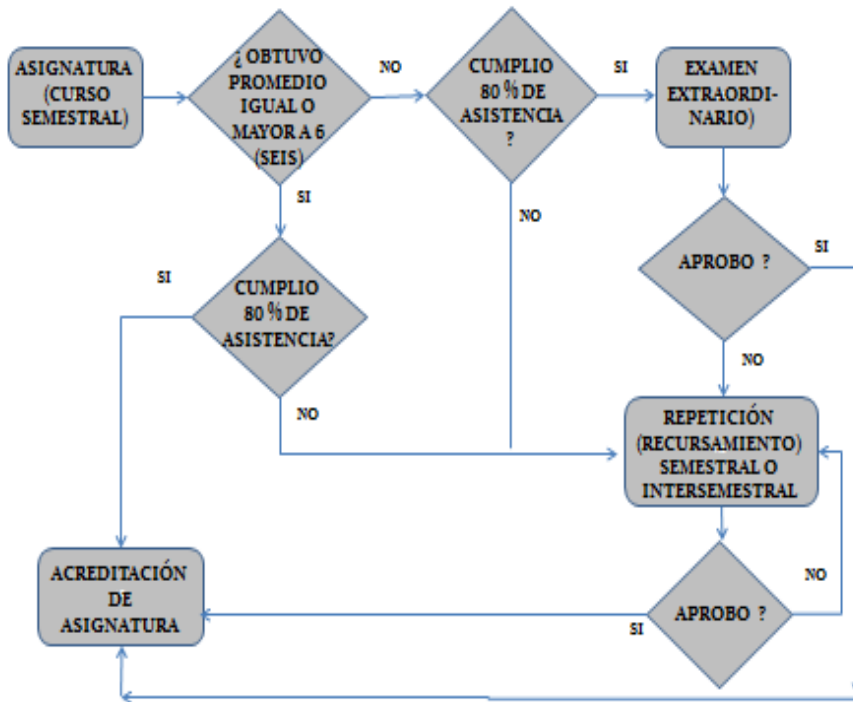 ASIGNATURA
(CURSO
SEMESTRAL)
¿ OBTUVO
PROMEDIO
IGUAL O
MAYOR A 6
(SEIS)
NO
CUMPLIO
80 % DE
ASISTENCIA
?
SI
EXAMEN
EXTRAORDI-
NARIO)
SI
NO
APROBO ?
SI
SI
CUMPLIO
80 % DE
ASISTENCIA?
NO
NO
REPETICIÓN
(RECURSAMIENTO)
SEMESTRAL O
INTERSEMESTRAL
ACREDITACIÓN
DE
ASIGNATURA
SI
APROBO ?
NO